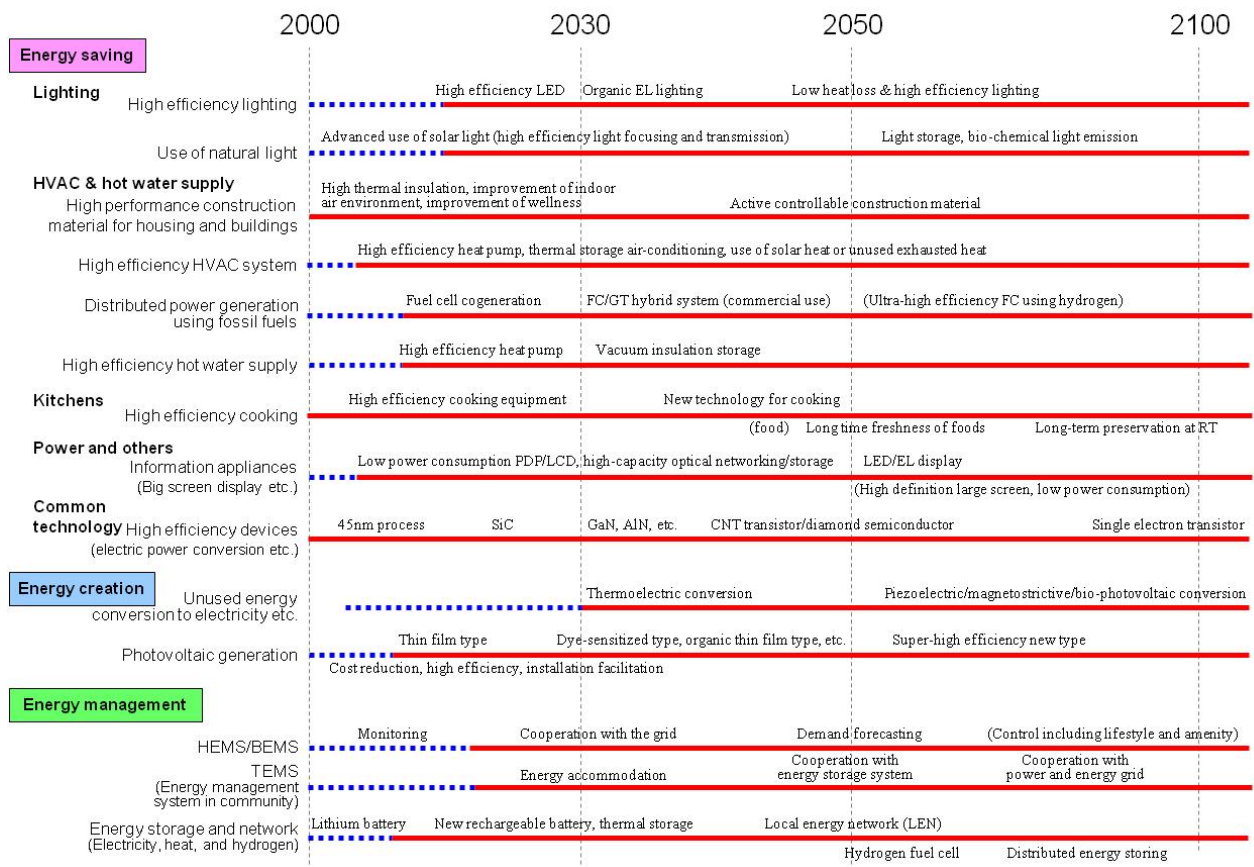 2000 2030 2050 2100
Energy saving
Lighting
High efficiency LED Organic EL lighting Low heat loss & high efficiency lighting
High efficiency lighting
Advanced use of solar light (high efficiency light focusing and transmission) Light storage, bio-chemical light emission
Use of natural light
HVAC & hot water supply
High thermal insulation, improvement of indoor
air environment, improvement of wellness Active controllable construction material
High performance construction
material for housing and buildings
High efficiency heat pump, thermal storage air-conditioning, use of solar heat or unused exhausted heat
High efficiency HVAC system
Fuel cell cogeneration FC/GT hybrid system (commercial use) (Ultra-high efficiency FC using hydrogen)
Distributed power generation
using fossil fuels
High efficiency heat pump Vacuum insulation storage
High efficiency hot water supply
Kitchens
High efficiency cooking equipment New technology for cooking
High efficiency cooking
(food) Long time freshness of foods Long-term preservation at RT
Power and others
Low power consumption PDP/LCD, high-capacity optical networking/storage LED/EL display
Information appliances
(Big screen display etc.)
(High definition large screen, low power consumption)
Common
technology
45nm process SiC GaN, AlN, etc. CNT transistor/diamond semiconductor Single electron transistor
High efficiency devices
(electric power conversion etc.)
Energy creation
Thermoelectric conversion Piezoelectric/magnetostrictive/bio-photovoltaic conversion
Unused energy
conversion to electricity etc.
Thin film type Dye-sensitized type, organic thin film type, etc. Super-high efficiency new type
Photovoltaic generation
Cost reduction, high efficiency, installation facilitation
Energy management
Monitoring Cooperation with the grid Demand forecasting (Control including lifestyle and amenity)
HEMS/BEMS
TEMS
(Energy management
system in community)
Energy accommodation
Cooperation with
energy storage system
Cooperation with
power and energy grid
Lithium battery New rechargeable battery, thermal storage Local energy network (LEN)
Energy storage and network
(Electricity, heat, and hydrogen)
Hydrogen fuel cell Distributed energy storing